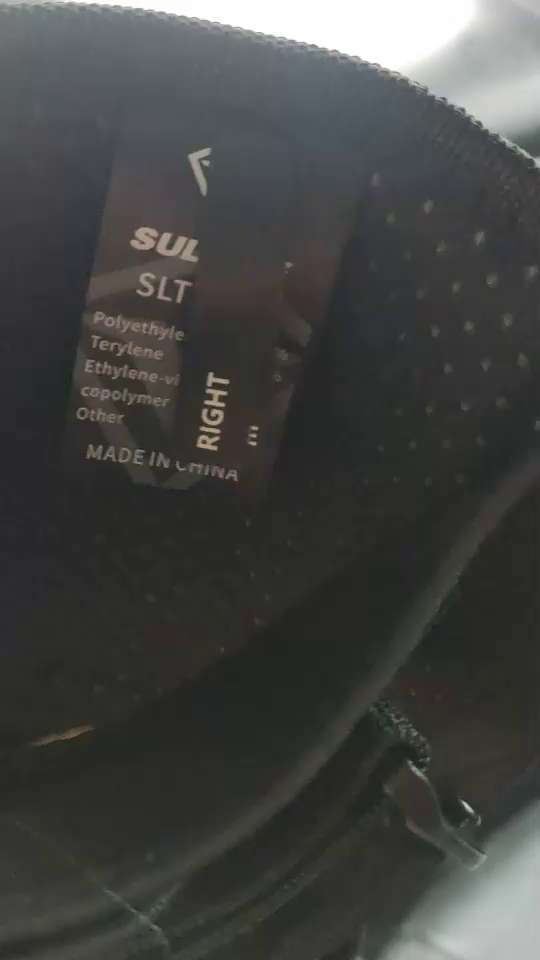 SUL
SLT
Polyethyle
Terylene
Ethylene-vi
copolymer
Other
MADE IN CHINA
RIGHT